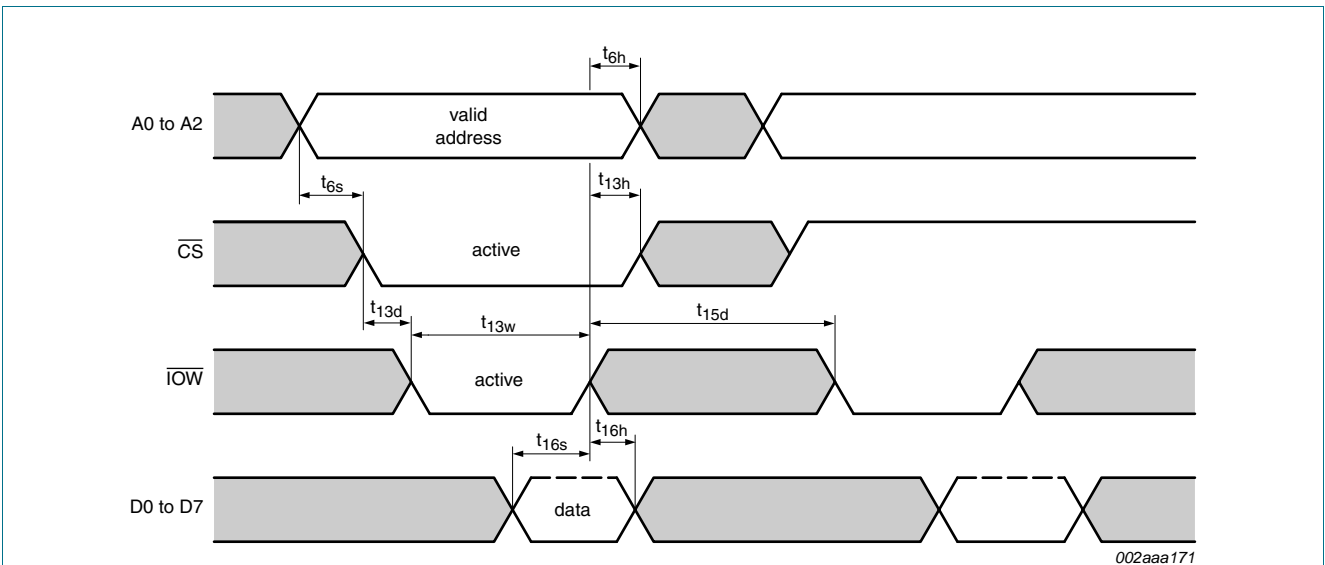 t6h
A0 to A2
valid
address
t6s
t13h
CS
active
t13d
t13w
t15d
IOW
active
t16s
t16h
D0 to D7
data
002aaa171